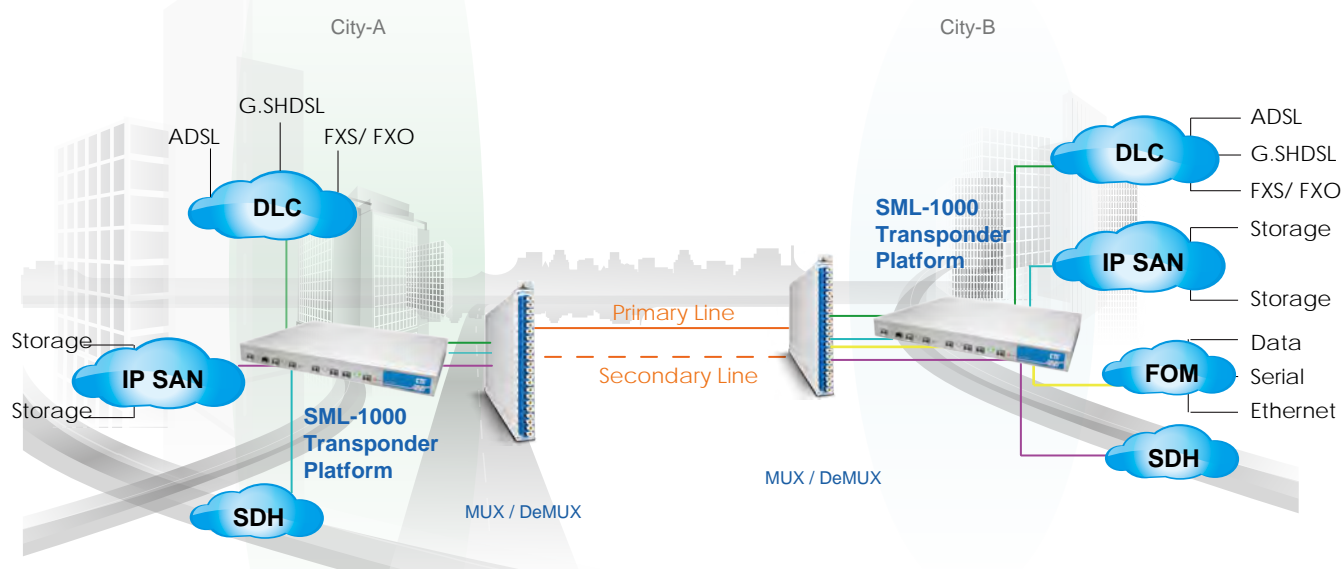 City-A
City-B
G.SHDSL
ADSL
FXS/ FXO
DLC
Storage
IP SAN
Storage
SML-1000
Transponder
Platform
SDH
MUX / DeMUX
Primary Line
Secondary Line
MUX / DeMUX
SML-1000
Transponder
Platform
DLC
ADSL
G.SHDSL
FXS/ FXO
IP SAN
Storage
Storage
FOM
Data
Serial
Ethernet
SDH